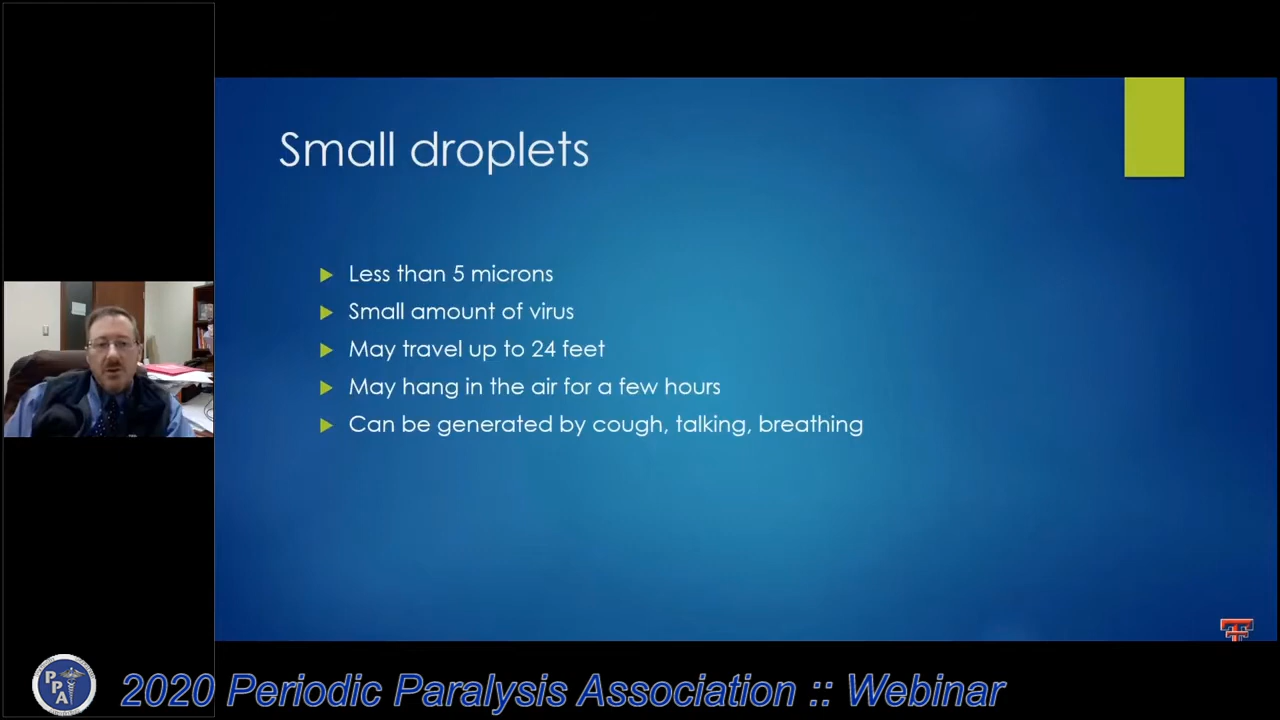 Small droplets
Less than 5 microns
Small amount of virus
May travel up to 24 feet
May hang in the air for a few hours
Can be generated by cough, talking, breathing
PPA
2020 Periodic Paralysis Association :: Webinar